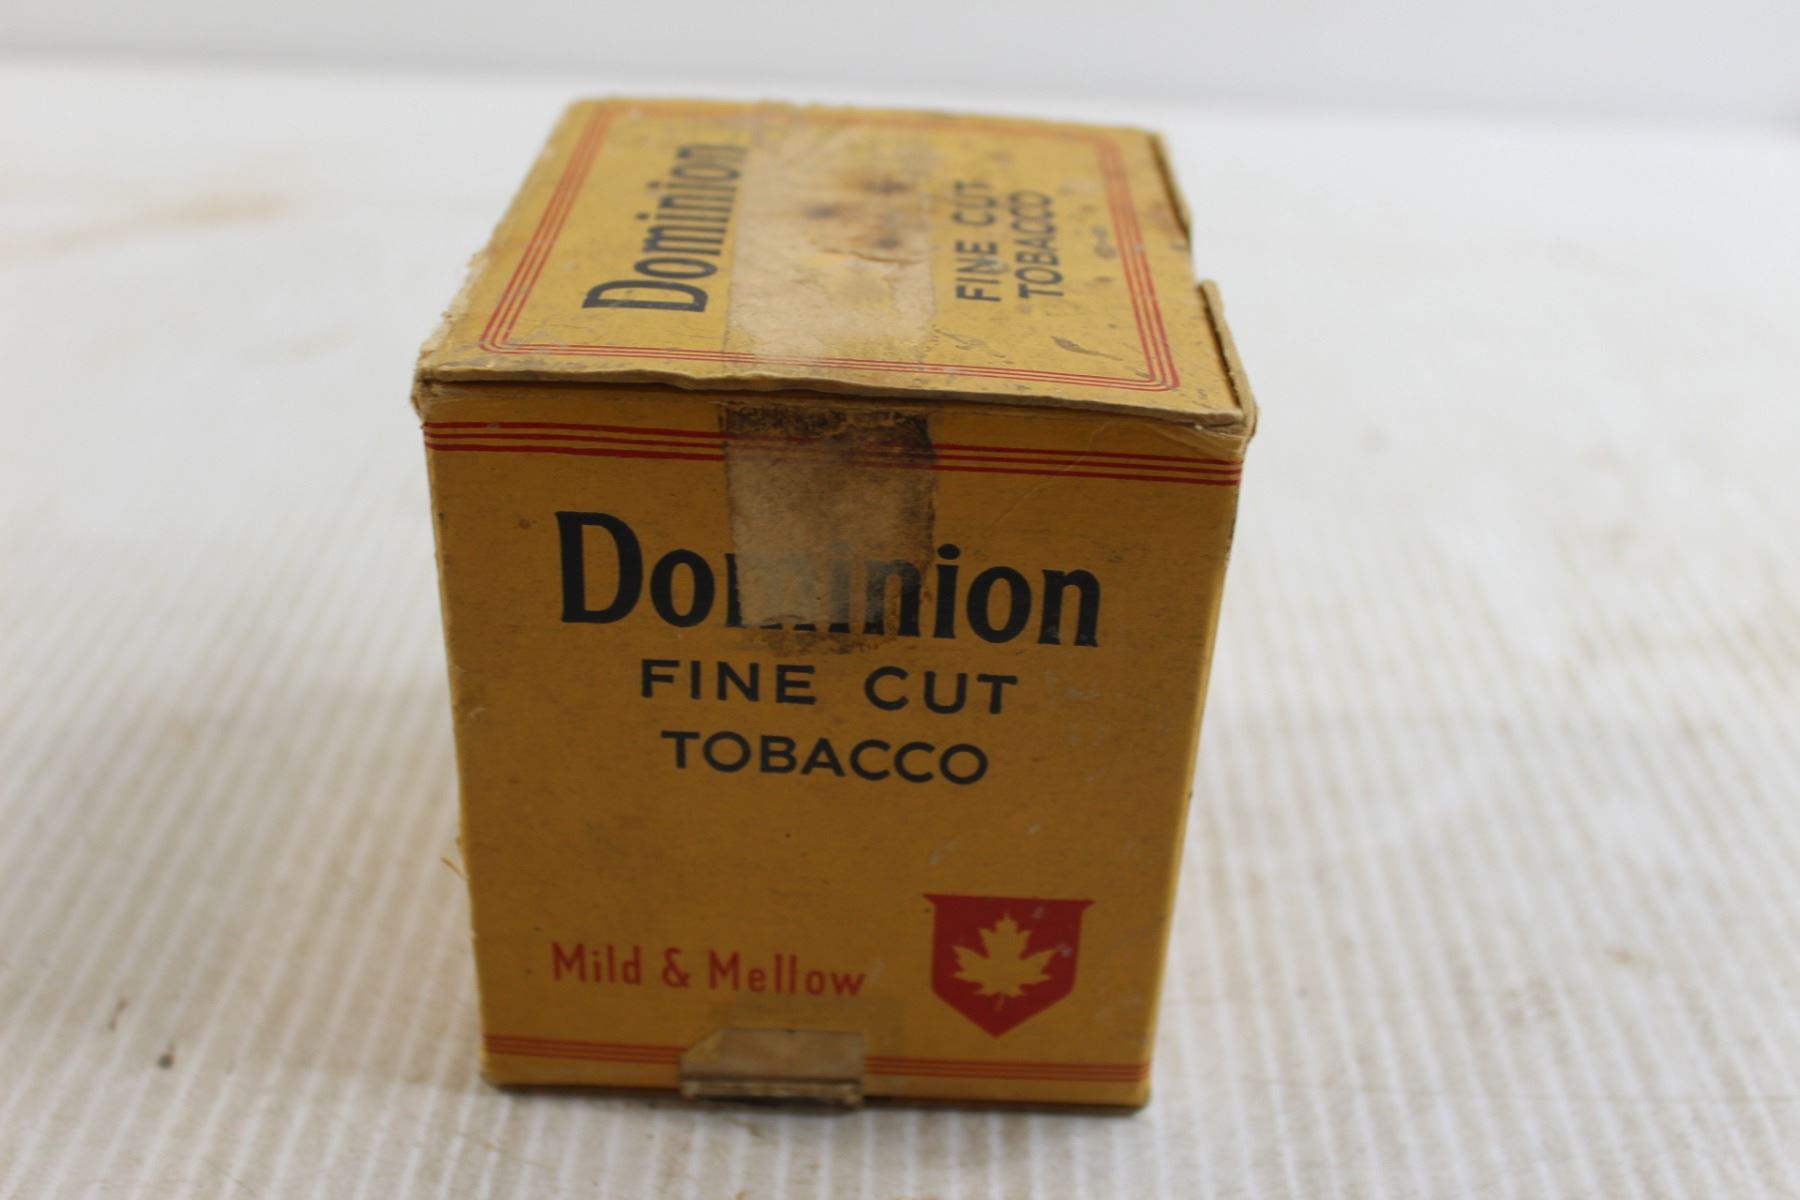 Dominion
FINE CUT
TOBACCO
Dominion
FINE CUT
TOBACCO
Mild & Mellow